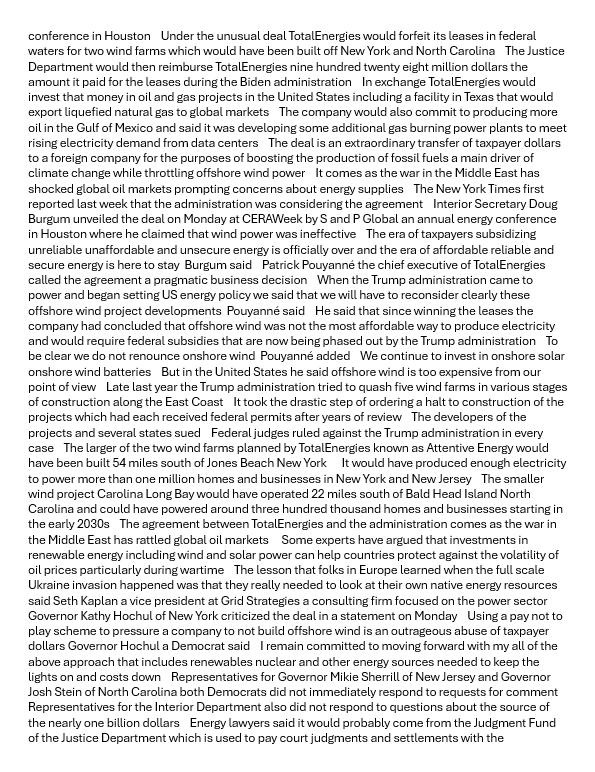 conference in Houston    Under the unusual deal TotalEnergies would forfeit its leases in federal
waters for two wind farms which would have been built off New York and North Carolina    The Justice
Department would then reimburse TotalEnergies nine hundred twenty eight million dollars the
amount it paid for the leases during the Biden administration    In exchange TotalEnergies would
invest that money in oil and gas projects in the United States including a facility in Texas that would
export liquefied natural gas to global markets    The company would also commit to producing more
oil in the Gulf of Mexico and said it was developing some additional gas burning power plants to meet
rising electricity demand from data centers    The deal is an extraordinary transfer of taxpayer dollars
to a foreign company for the purposes of boosting the production of fossil fuels a main driver of
climate change while throttling offshore wind power    It comes as the war in the Middle East has
shocked global oil markets prompting concerns about energy supplies    The New York Times first
reported last week that the administration was considering the agreement    Interior Secretary Doug
Burgum unveiled the deal on Monday at CERAWeek by S and P Global an annual energy conference
in Houston where he claimed that wind power was ineffective    The era of taxpayers subsidizing
unreliable unaffordable and unsecure energy is officially over and the era of affordable reliable and
secure energy is here to stay  Burgum said    Patrick Pouyanné the chief executive of TotalEnergies
called the agreement a pragmatic business decision    When the Trump administration came to
power and began setting US energy policy we said that we will have to reconsider clearly these
offshore wind project developments  Pouyanné said    He said that since winning the leases the
company had concluded that offshore wind was not the most affordable way to produce electricity
and would require federal subsidies that are now being phased out by the Trump administration    To
be clear we do not renounce onshore wind  Pouyanné added    We continue to invest in onshore solar
onshore wind batteries    But in the United States he said offshore wind is too expensive from our
point of view    Late last year the Trump administration tried to quash five wind farms in various stages
of construction along the East Coast    It took the drastic step of ordering a halt to construction of the
projects which had each received federal permits after years of review    The developers of the
projects and several states sued    Federal judges ruled against the Trump administration in every
case    The larger of the two wind farms planned by TotalEnergies known as Attentive Energy would
have been built 54 miles south of Jones Beach New York     It would have produced enough electricity
to power more than one million homes and businesses in New York and New Jersey    The smaller
wind project Carolina Long Bay would have operated 22 miles south of Bald Head Island North
Carolina and could have powered around three hundred thousand homes and businesses starting in
the early 2030s    The agreement between TotalEnergies and the administration comes as the war in
the Middle East has rattled global oil markets     Some experts have argued that investments in
renewable energy including wind and solar power can help countries protect against the volatility of
oil prices particularly during wartime    The lesson that folks in Europe learned when the full scale
Ukraine invasion happened was that they really needed to look at their own native energy resources
said Seth Kaplan a vice president at Grid Strategies a consulting firm focused on the power sector
Governor Kathy Hochul of New York criticized the deal in a statement on Monday    Using a pay not to
play scheme to pressure a company to not build offshore wind is an outrageous abuse of taxpayer
dollars Governor Hochul a Democrat said    I remain committed to moving forward with my all of the
above approach that includes renewables nuclear and other energy sources needed to keep the
lights on and costs down    Representatives for Governor Mikie Sherrill of New Jersey and Governor
Josh Stein of North Carolina both Democrats did not immediately respond to requests for comment
Representatives for the Interior Department also did not respond to questions about the source of
the nearly one billion dollars    Energy lawyers said it would probably come from the Judgment Fund
of the Justice Department which is used to pay court judgments and settlements with the